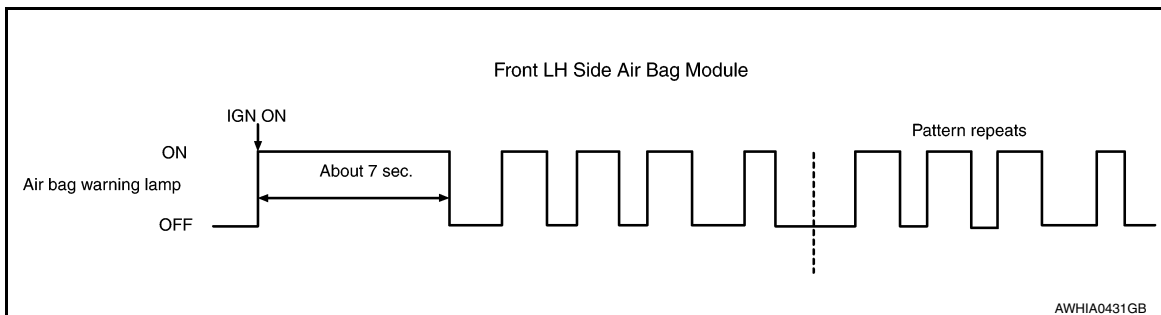 Front LH Side Air Bag Module
IGN ON
Pattern repeats
ON
About 7 sec.
Air bag warning lamp
OFF
AWHIA0431GB